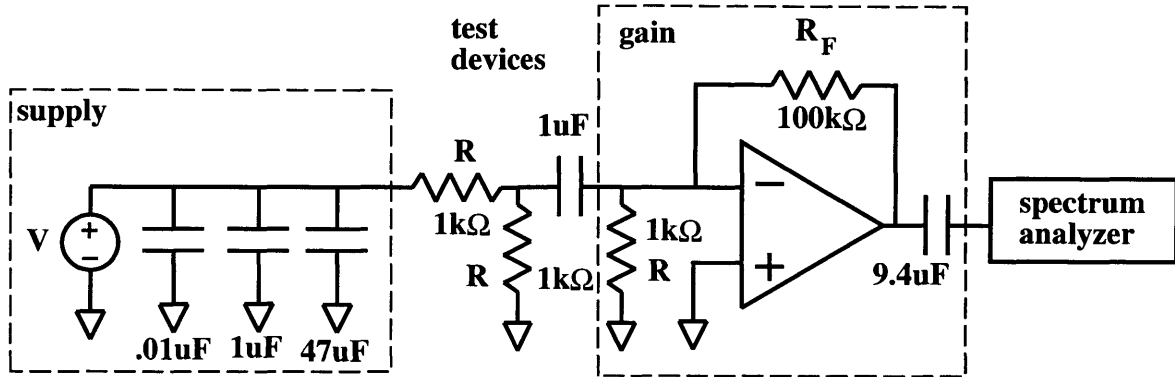 test
devices
gain
R
F
100kΩ
supply
1uF
R
1kΩ
V
+
−
R
1kΩ
1kΩ
R
−
+
9.4uF
spectrum
analyzer
.01uF
1uF
47uF